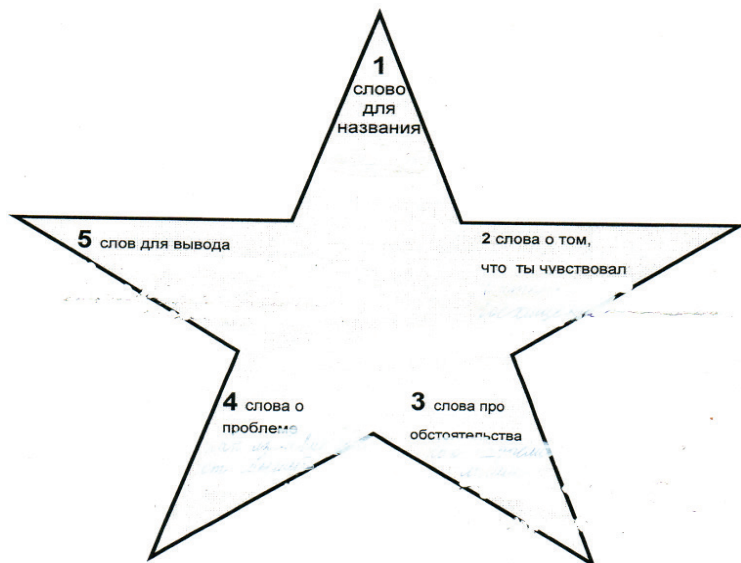 1
слово
для
названия
2 слова о том,
что ты чувствовал
3 слова про
обстоятельства
4 слова о
проблеме
5 слов для вывода